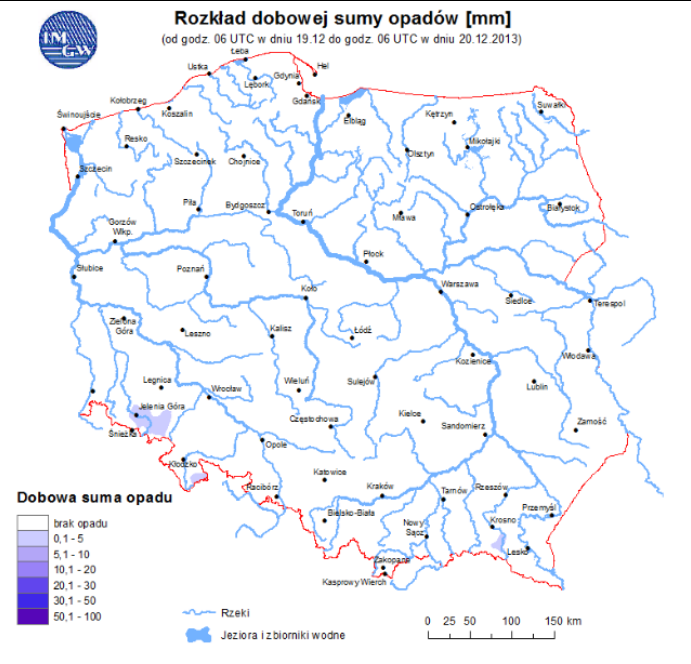 IM
GW
Rozkład dobowej sumy opadów [mm]
(od godz. 06 UTC w dniu 19.12 do godz. 06 UTC w dniu 20.12.2013)
Łeba
Ustka
Hel
Gdynia
Lębork
Gdańsk
Kołobrzeg
Koszalin
Suwałki
Świnoujście
Elbląg
Kętrzyn
Resko
Mikołajki
Szczecinek
Chojnice
Olsztyn
Szczecin
Piła
Bydgoszcz
Toruń
Mława
Ostrołęka
Białystok
Gorzów
Wlkp.
Płock
Słubice
Poznań
Koło
Warszawa
Siedlce
Terespol
Zielona
Góra
Leszno
Kalisz
Łódź
Kozienice
Włodawa
Legnica
Wrocław
Wieluń
Sulejów
Lublin
Jelenia Góra
Śnieżka
Częstochowa
Kielce
Sandomierz
Zamość
Opole
Kłodzko
Katowice
Racibórz
Kraków
Tarnów
Rzeszów
Bielsko-Biała
Przemyśl
Nowy
Sącz
Krosno
Lesko
Zakopane
Kasprowy Wierch
Dobowa suma opadu
brak opadu
0,1 - 5
5,1 - 10
10,1 - 20
20,1 - 30
30,1 - 50
50,1 - 100
Rzeki
Jeziora i zbiorniki wodne
0 25 50 100 150 km